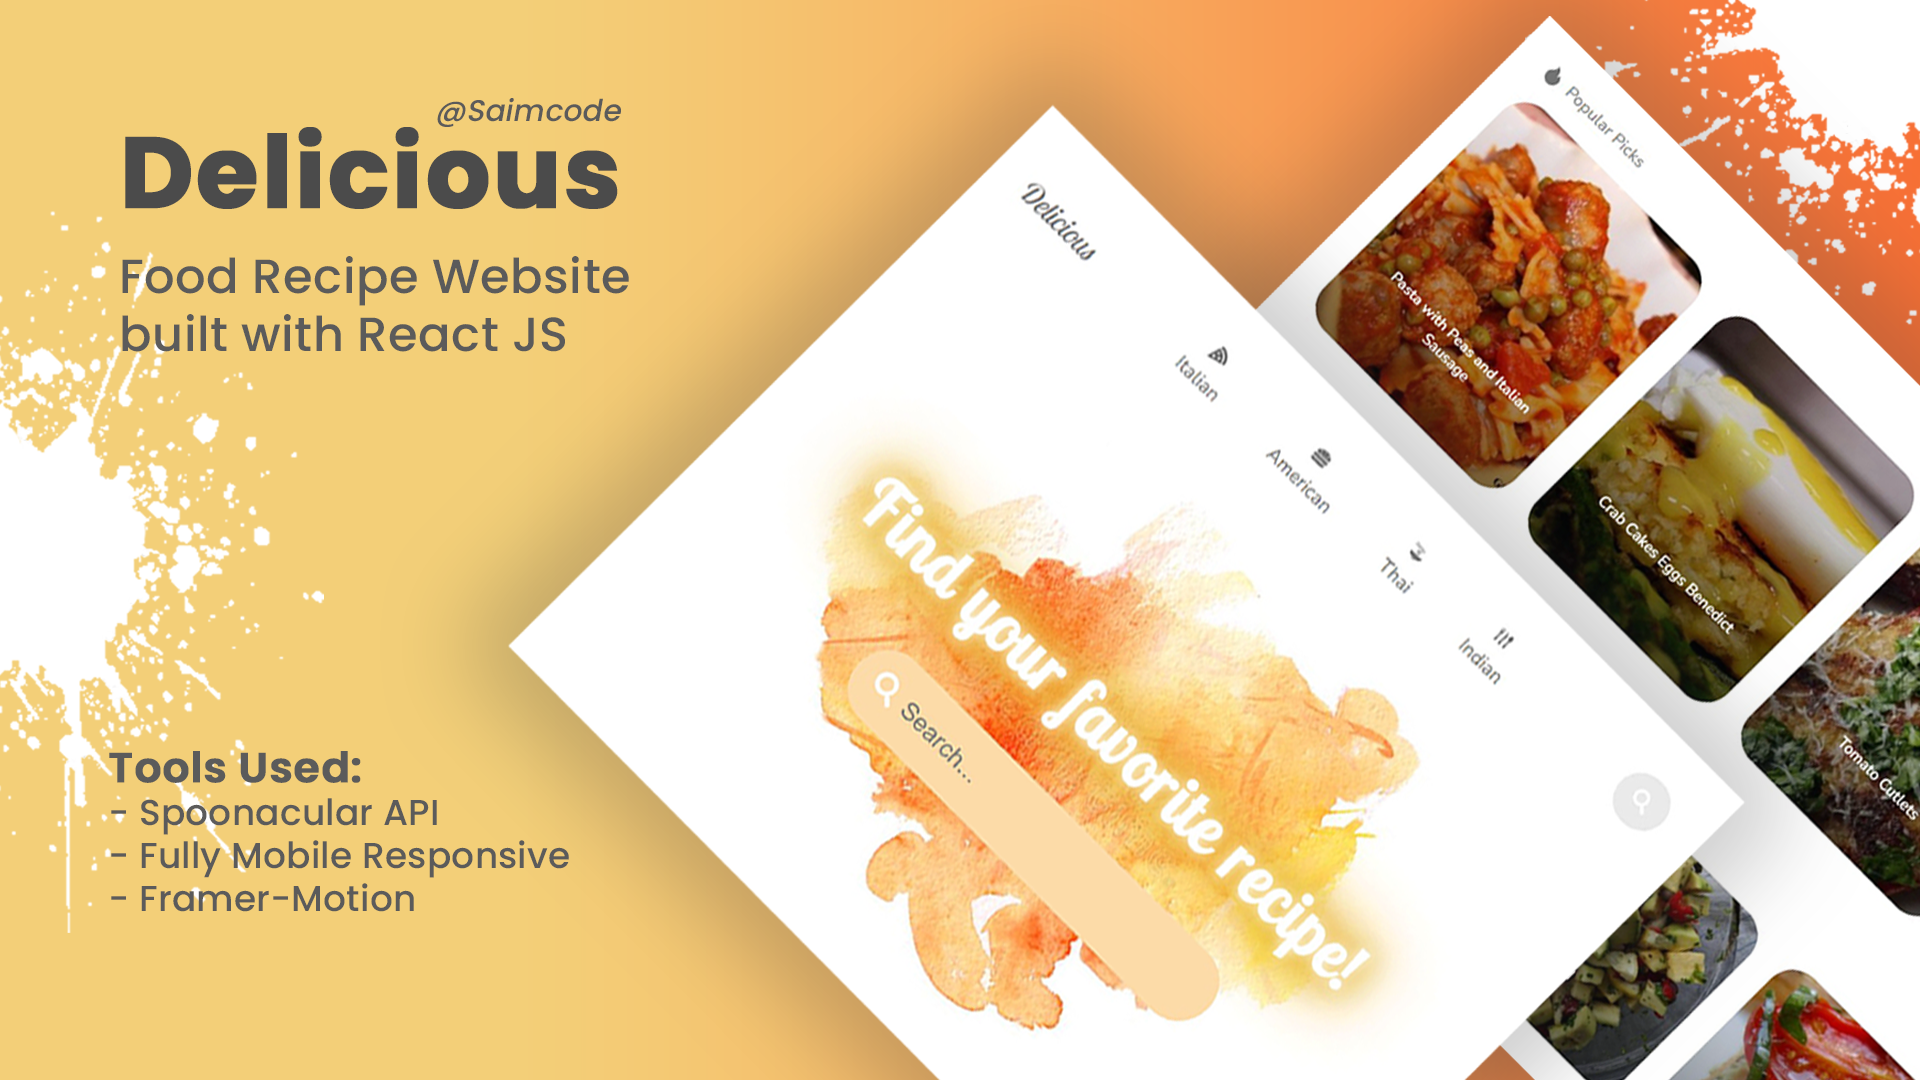 @Saimcode
Delicious
Food Recipe Website
built with React JS
Tools Used:
- Spoonacular API
- Fully Mobile Responsive
- Framer-Motion
Delicious
Italian
American
Thai
Indian
Find your favorite recipe!
Search...
Popular Picks
Pasta with Peas and Italian
Sausage
Crab Cakes Eggs Benedict
Tomato Cutlets